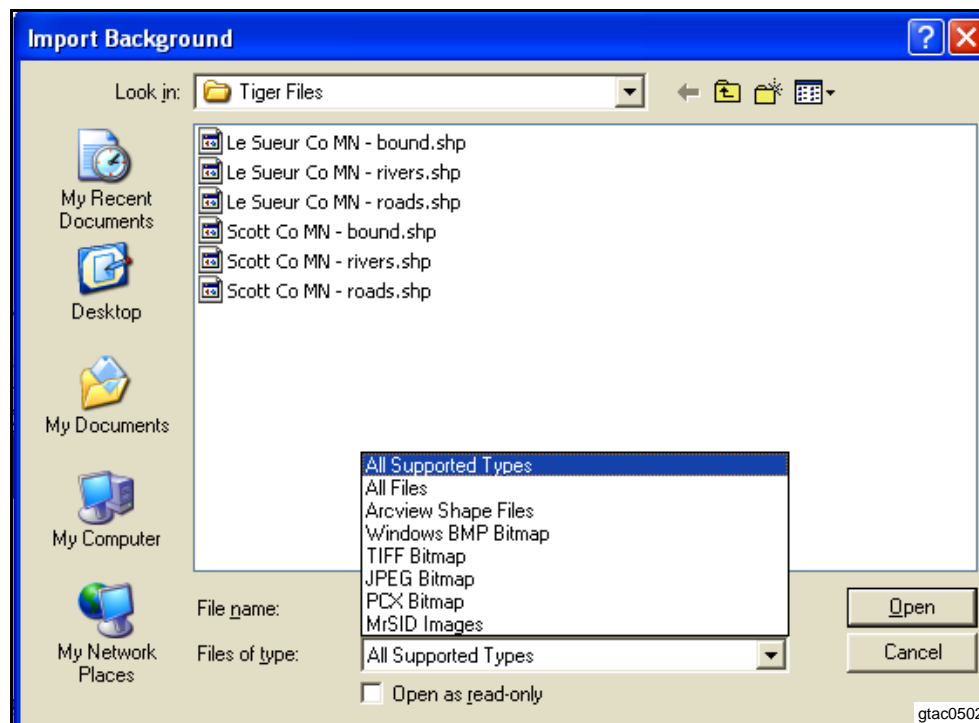 Import Background
Look in:
Tiger Files
My Recent
Documents
Desktop
My Documents
My Computer
My Network
Places
Le Sueur Co MN - bound.shp
Le Sueur Co MN - rivers.shp
Le Sueur Co MN - roads.shp
Scott Co MN - bound.shp
Scott Co MN - rivers.shp
Scott Co MN - roads.shp
All Supported Types
All Files
Arcview Shape Files
Windows BMP Bitmap
TIFF Bitmap
JPEG Bitmap
PCX Bitmap
MrSID Images
File name:
Open
Files of type:
All Supported Types
Cancel
Open as read-only
gtac0502